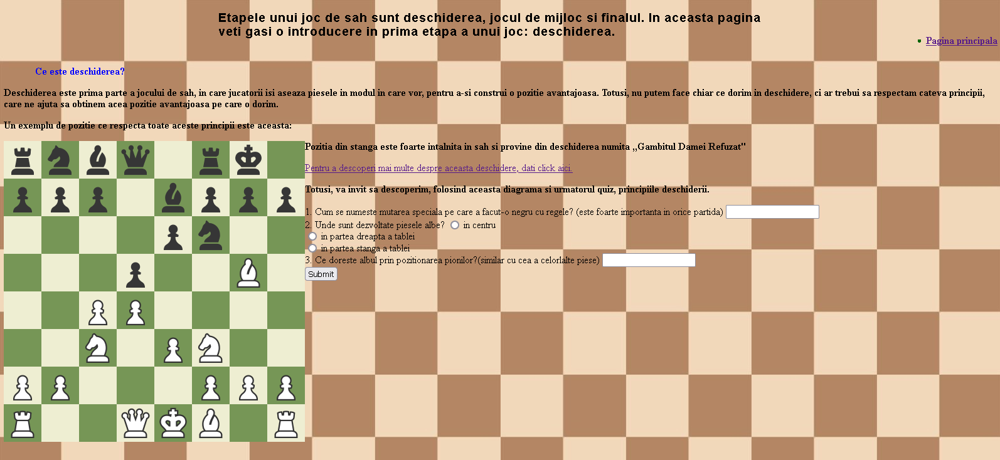 Etapele unui joc de sah sunt deschiderea, jocul de mijloc si finalul. In aceasta pagina
veti gasi o introducere in prima etapa a unui joc: deschiderea.
Pagina principala
Ce este deschiderea?
Deschiderea este prima parte a jocului de sah, in care jucatorii isi aseaza piesele in modul in care vor, pentru a-si construi o pozitie avantajoasa. Totusi, nu putem face chiar ce dorim in deschidere, ci ar trebui sa respectam cateva principii,
care ne ajuta sa obtinem acea pozitie avantajoasa pe care o dorim.
Un exemplu de pozitie ce respecta toate aceste principii este aceasta:
Pozitia din stanga este foarte intalnita in sah si provine din deschiderea numita ,,Gambitul Damei Refuzat"
Pentru a descoperi mai multe despre aceasta deschidere, dati click aici.
Totusi, va invit sa descoperim, folosind aceasta diagrama si urmatorul quiz, principiile deschiderii.
1. Cum se numeste mutarea speciala pe care a facut-o negru cu regele? (este foarte importanta in orice partida)
2. Unde sunt dezvoltate piesele albe? in centru
in partea dreapta a tablei
in partea stanga a tablei
3. Ce doreste albul prin pozitionarea pionilor?(similar cu cea a celorlalte piese)
Submit